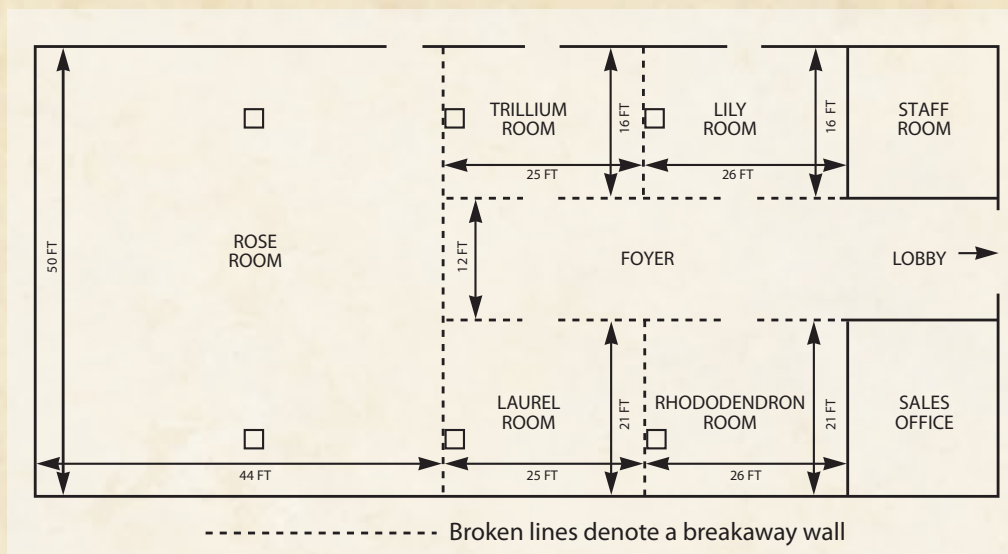 TRILLIUM
ROOM
LILY
ROOM
STAFF
ROOM
16 FT
16 FT
25 FT
26 FT
50 FT
ROSE
ROOM
12 FT
FOYER
LOBBY
LAUREL
ROOM
RHODODENDRON
ROOM
SALES
OFFICE
21 FT
21 FT
44 FT
25 FT
26 FT
Broken lines denote a breakaway wall